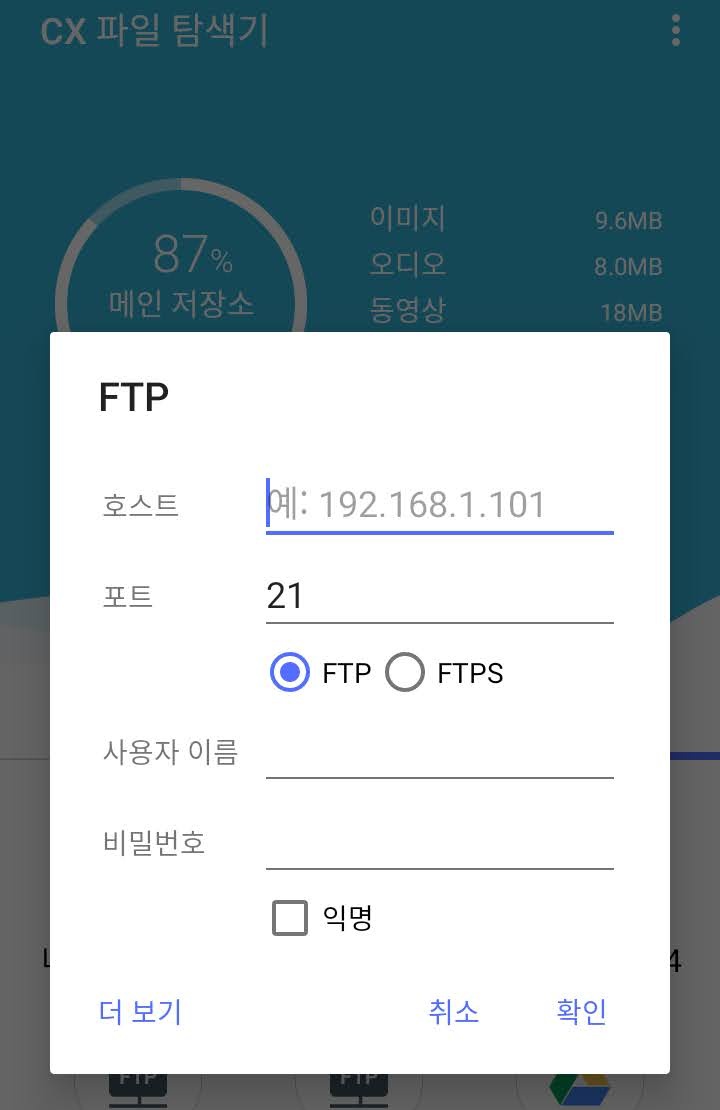 CX 파일 탐색기
87%
메인 저장소
이미지 9.6MB
오디오 8.0MB
동영상 18MB
FTP
호스트 예: 192.168.1.101
포트 21
FTP FTPS
사용자 이름
비밀번호
익명
더 보기 취소 확인
FTP FTP